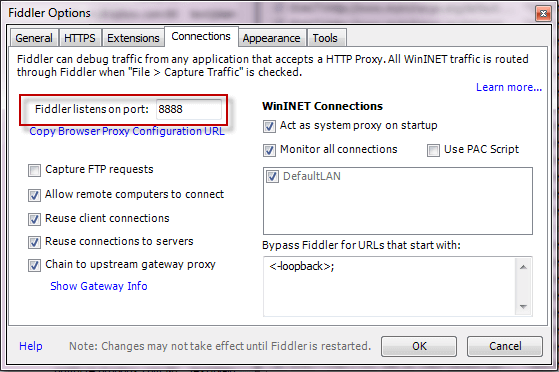 Fiddler Options
General HTTPS Extensions Connections Appearance Tools
Fiddler can debug traffic from any application that accepts a HTTP Proxy. All WinINET traffic is routed
through Fiddler when "File > Capture Traffic" is checked.
Learn more...
Fiddler listens on port: 8888
Copy Browser Proxy Configuration URL
Capture FTP requests
Allow remote computers to connect
Reuse client connections
Reuse connections to servers
Chain to upstream gateway proxy
Show Gateway Info
WinINET Connections
Act as system proxy on startup
Monitor all connections Use PAC Script
DefaultLAN
Bypass Fiddler for URLs that start with:
<-loopback>;
Help Note: Changes may not take effect until Fiddler is restarted. OK Cancel